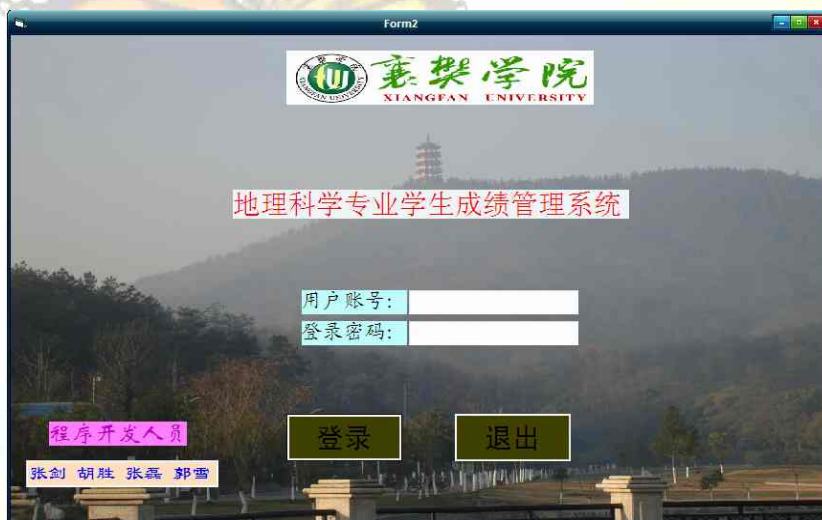 Form2
襄樊学院
XIANGFAN UNIVERSITY
地理科学专业学生成绩管理系统
用户账号:
登录密码:
程序开发人员
登录 退出
张剑 胡胜 张磊 郭雪